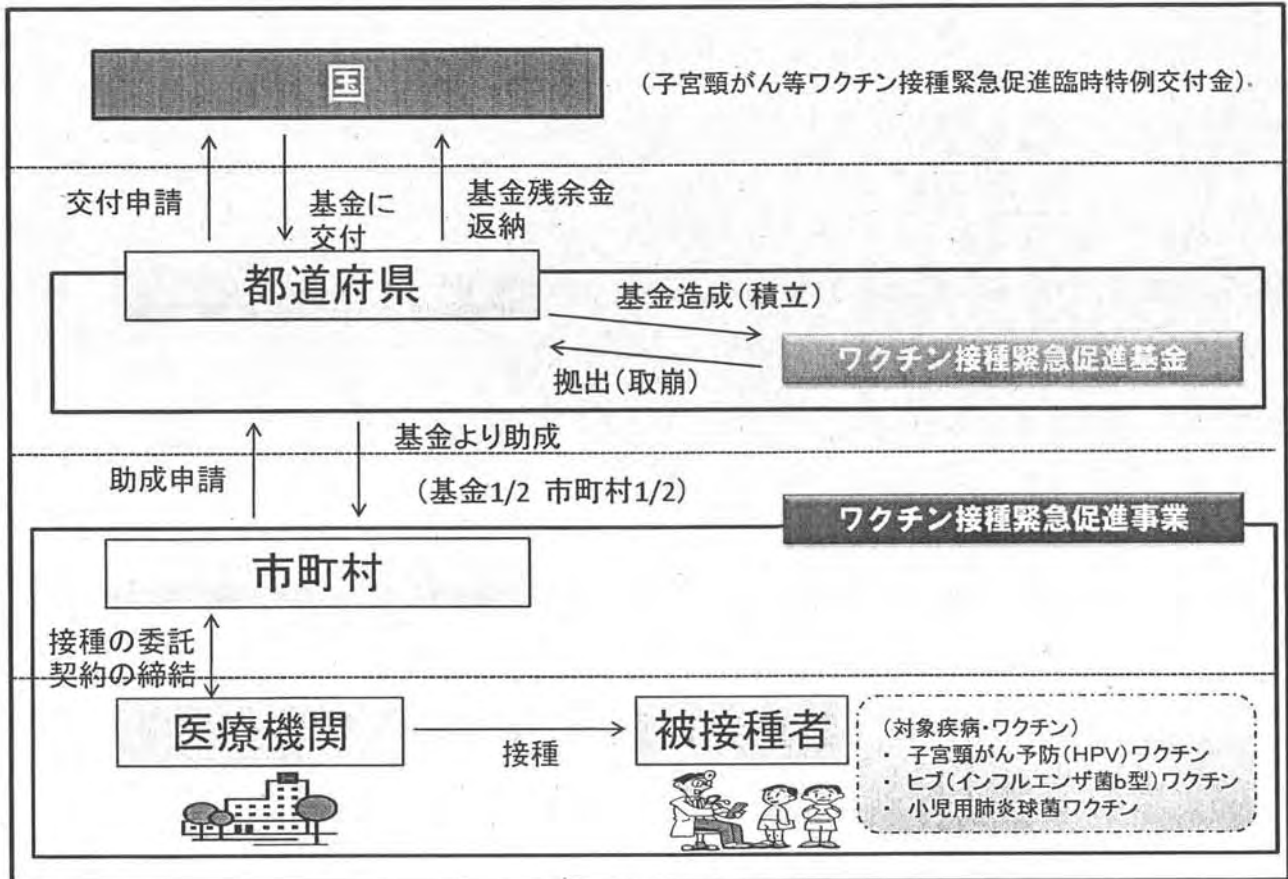 国
(子宮頸がん等ワクチン接種緊急促進臨時特例交付金)
交付申請
基金に
交付
基金残余金
返納
都道府県
基金造成(積立)
ワクチン接種緊急促進基金
拠出(取崩)
基金より助成
助成申請
(基金1/2 市町村1/2)
ワクチン接種緊急促進事業
市町村
接種の委託
契約の締結
医療機関
接種
被接種者
(対象疾病・ワクチン)
・ 子宮頸がん予防(HPV)ワクチン
・ ヒブ(インフルエンザ菌b型)ワクチン
・ 小児用肺炎球菌ワクチン